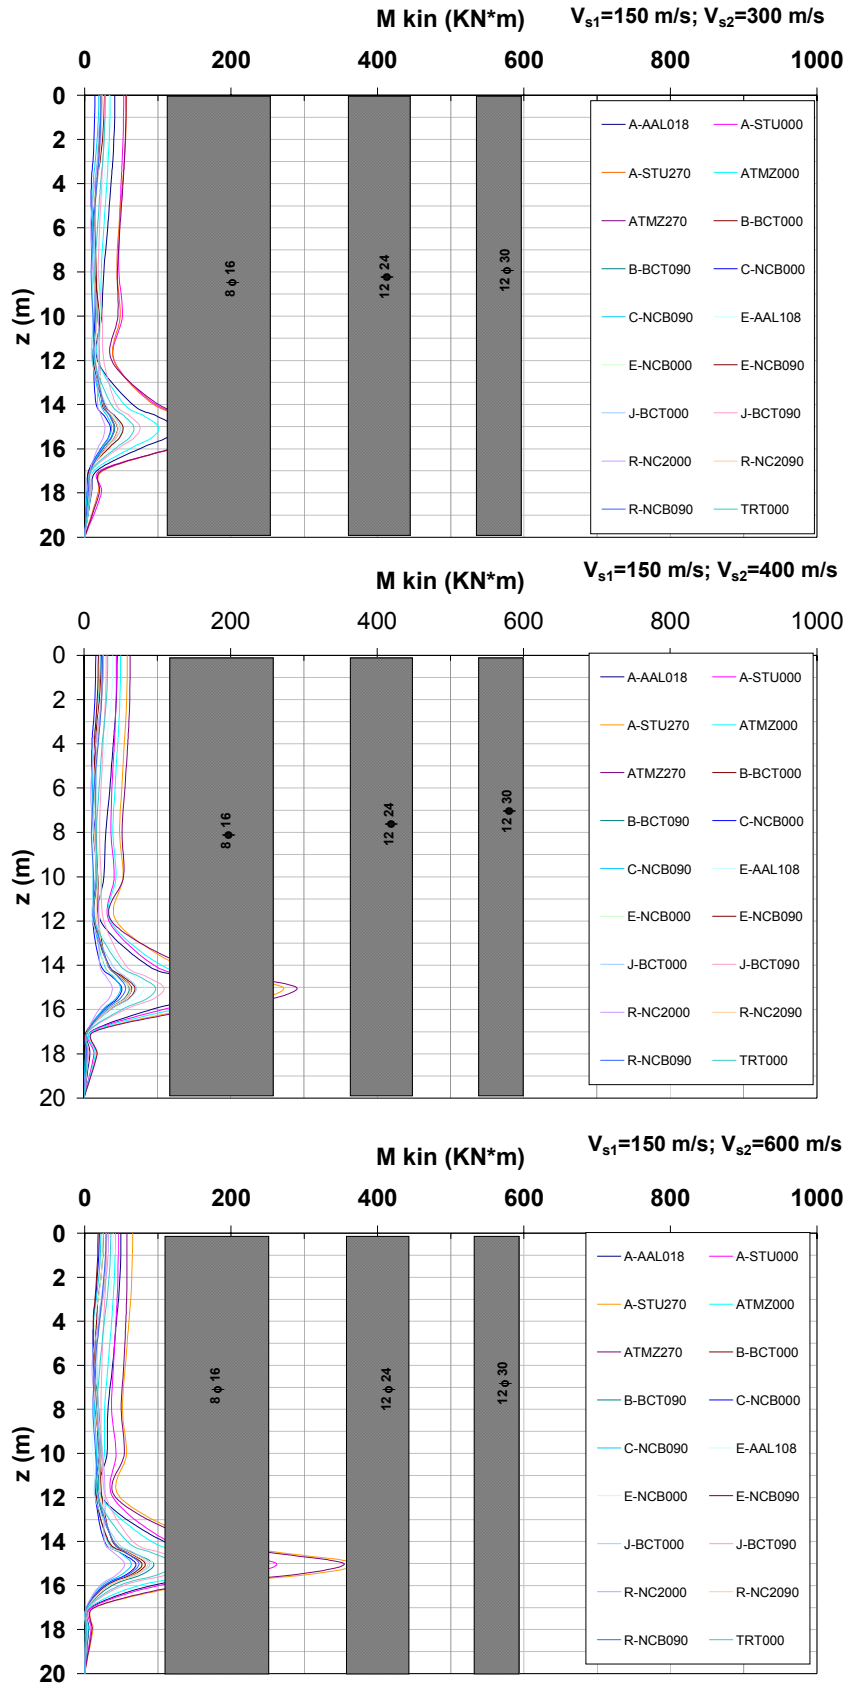 M kin (KN*m)
V_s1=150 m/s; V_s2=300 m/s
0 200 400 600 800 1000
0
2
4
6
8
10
12
14
16
18
20
z (m)
8 ϕ 16
12 ϕ 24
12 ϕ 30
A-AAL018 A-STU000
A-STU270 ATMZ000
ATMZ270 B-BCT000
B-BCT090 C-NCB000
C-NCB090 E-AAL108
E-NCB000 E-NCB090
J-BCT000 J-BCT090
R-NC2000 R-NC2090
R-NCB090 TRT000
M kin (KN*m)
V_s1=150 m/s; V_s2=400 m/s
0 200 400 600 800 1000
0
2
4
6
8
10
12
14
16
18
20
z (m)
8 ϕ 16
12 ϕ 24
12 ϕ 30
A-AAL018 A-STU000
A-STU270 ATMZ000
ATMZ270 B-BCT000
B-BCT090 C-NCB000
C-NCB090 E-AAL108
E-NCB000 E-NCB090
J-BCT000 J-BCT090
R-NC2000 R-NC2090
R-NCB090 TRT000
M kin (KN*m)
V_s1=150 m/s; V_s2=600 m/s
0 200 400 600 800 1000
0
2
4
6
8
10
12
14
16
18
20
z (m)
8 ϕ 16
12 ϕ 24
12 ϕ 30
A-AAL018 A-STU000
A-STU270 ATMZ000
ATMZ270 B-BCT000
B-BCT090 C-NCB000
C-NCB090 E-AAL108
E-NCB000 E-NCB090
J-BCT000 J-BCT090
R-NC2000 R-NC2090
R-NCB090 TRT000